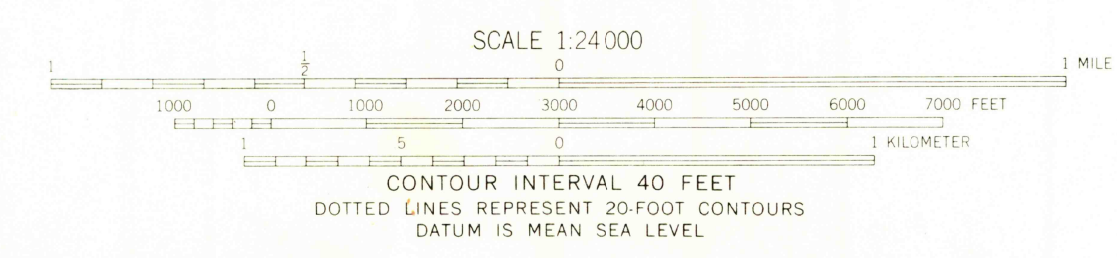 SCALE 1:24000
1 1/2 0 1 MILE
1000 0 1000 2000 3000 4000 5000 6000 7000 FEET
1 5 0 1 KILOMETER
CONTOUR INTERVAL 40 FEET
DOTTED LINES REPRESENT 20-FOOT CONTOURS
DATUM IS MEAN SEA LEVEL